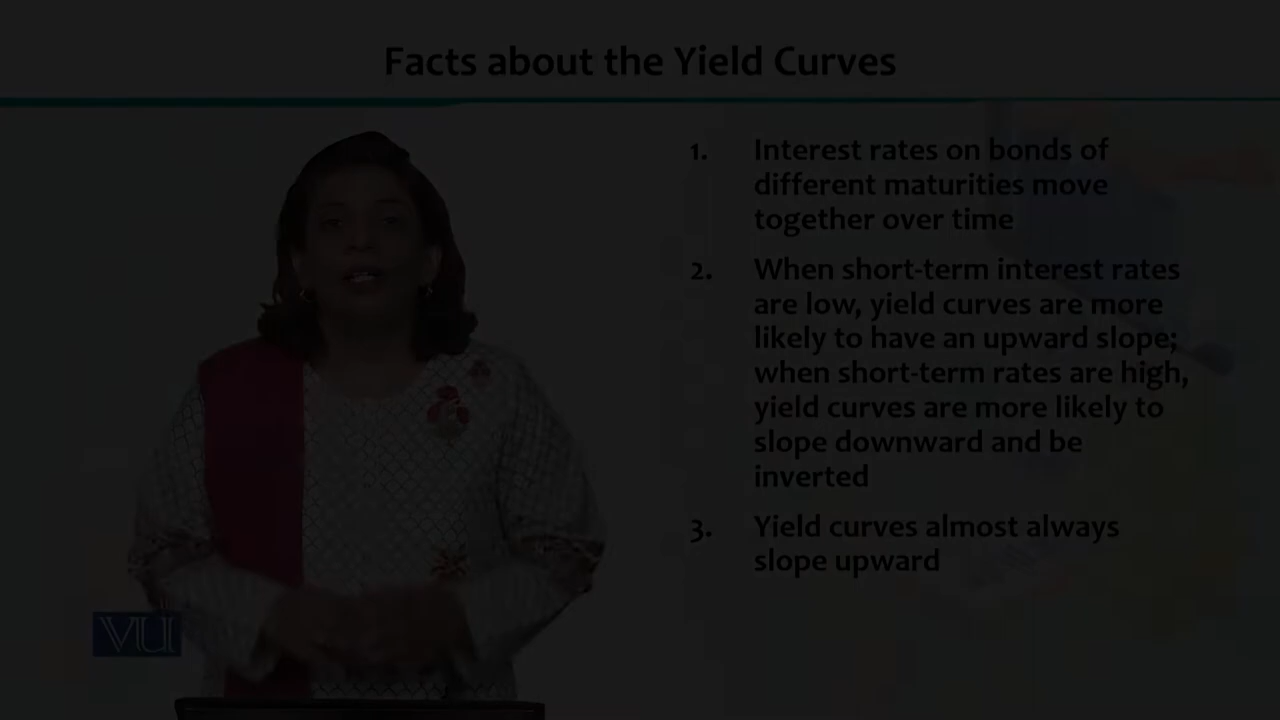 Facts about the Yield Curves
1. Interest rates on bonds of
different maturities move
together over time
2. When short-term interest rates
are low, yield curves are more
likely to have an upward slope;
when short-term rates are high,
yield curves are more likely to
slope downward and be
inverted
3. Yield curves almost always
slope upward
VU